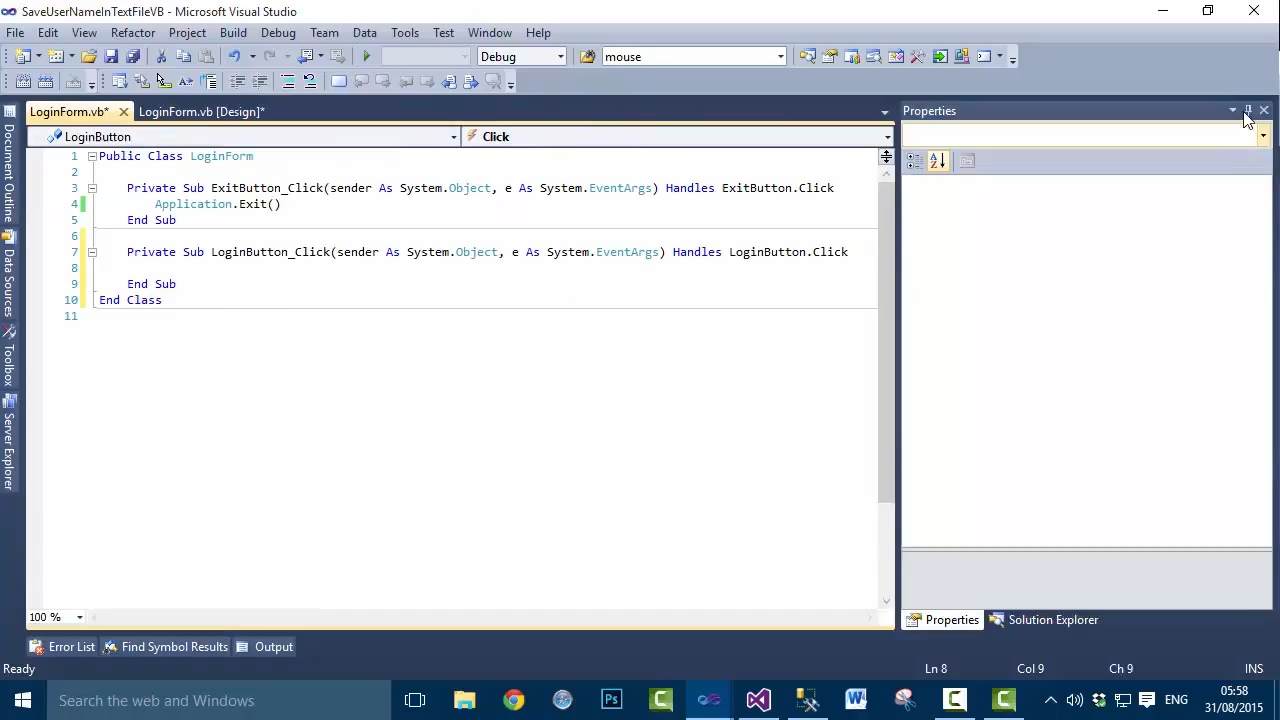 SaveUserNameInTextFileVB - Microsoft Visual Studio
File Edit View Refactor Project Build Debug Team Data Tools Test Window Help
Debug mouse
LoginForm.vb* LoginForm.vb [Design]* Properties
LoginButton Click
1 Public Class LoginForm
2
3 Private Sub ExitButton_Click(sender As System.Object, e As System.EventArgs) Handles ExitButton.Click
4 Application.Exit()
5 End Sub
6
7 Private Sub LoginButton_Click(sender As System.Object, e As System.EventArgs) Handles LoginButton.Click
8
9 End Sub
10 End Class
11
Document Outline
Data Sources
Toolbox
Server Explorer
100 %
Properties Solution Explorer
Error List Find Symbol Results Output
Ready Ln 8 Col 9 Ch 9 INS
Search the web and Windows
Ps
ENG
05:58
31/08/2015